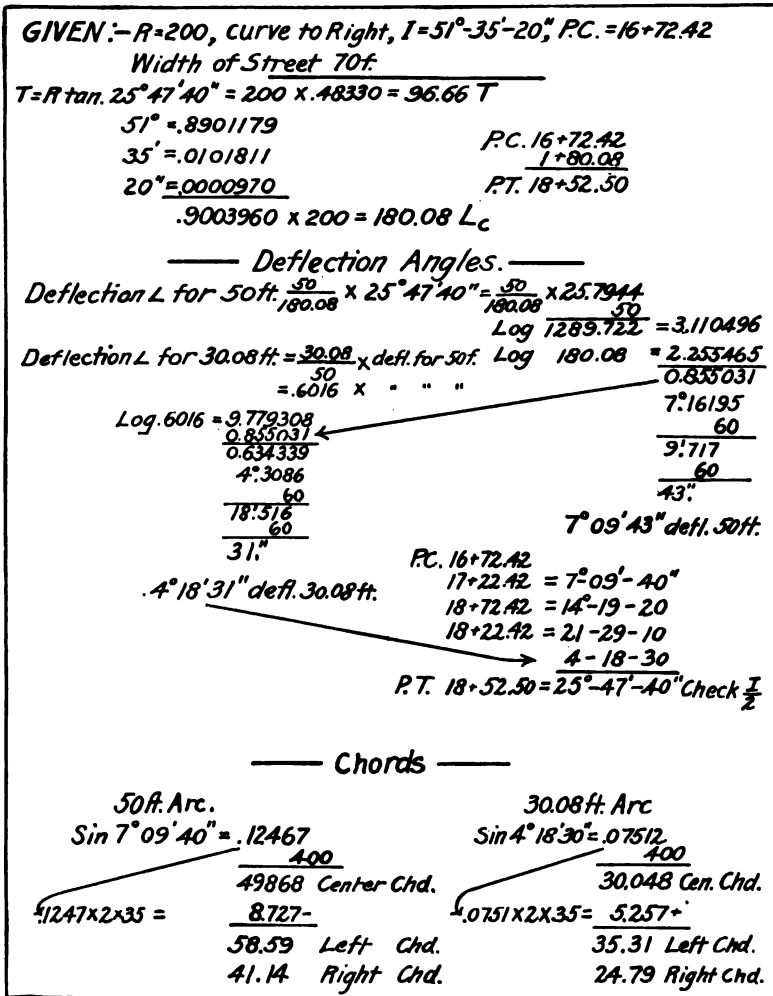 GIVEN:- R=200, Curve to Right, I=51°-35'-20", P.C.=16+72.42
Width of Street 70f.
T=R tan. 25°47'40" = 200 x .48330 = 96.66 T
51° = .8901179
35' = .0101811
P.C. 16+72.42
1+80.08
20" = .0000970
P.T. 18+52.50
.9003960 x 200 = 180.08 Lc
Deflection Angles.
Deflection ∠ for 50ft. 50/180.08 x 25°47'40" = 50/180.08 x 25.7944
50
Log 1289.722 = 3.110496
Deflection ∠ for 30.08 ft. = 30.08/50 x defl. for 50f. Log 180.08 = 2.255465
= .6016 x " " "
0.855031
Log .6016 = 9.779308
0.855031
0.634339
4°.3086
60
18'.516
60
31."
7°.16195
60
9'.717
60
43."
7°09'43" defl. 50ft.
.4°18'31" defl. 30.08ft.
P.C. 16+72.42
17+22.42 = 7°-09'-40"
18+72.42 = 14°-19-20
18+22.42 = 21-29-10
4-18-30
P.T. 18+52.50 = 25°-47'-40" Check I/2
Chords
50ft. Arc.
Sin 7°09'40" = .12467
400
49868 Center Chd.
.1247x2x35 = 8.727-
58.59 Left Chd.
41.14 Right Chd.
30.08ft. Arc
Sin 4°18'30" = .07512
400
30.048 Cen. Chd.
.0751x2x35 = 5.257+
35.31 Left Chd.
24.79 Right Chd.